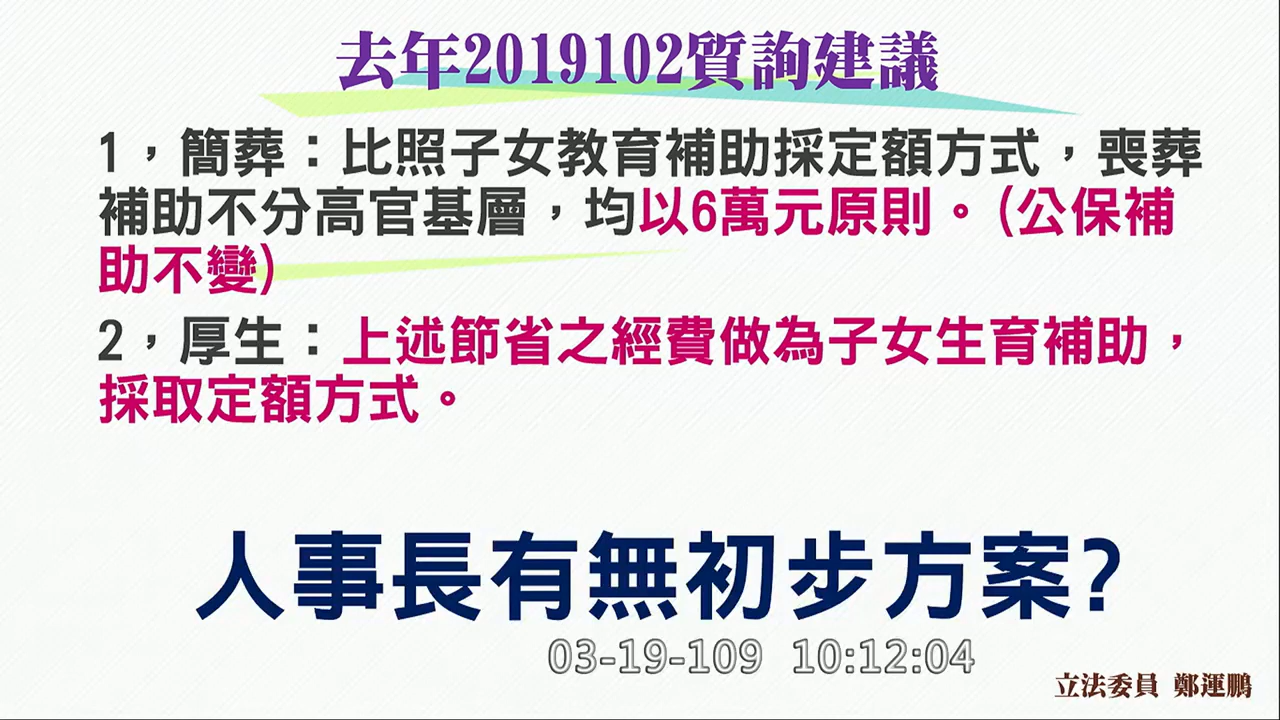 去年2019102質詢建議
1，簡葬：比照子女教育補助採定額方式，喪葬
補助不分高官基層，均以6萬元原則。(公保補
助不變)
2，厚生：上述節省之經費做為子女生育補助，
採取定額方式。
人事長有無初步方案?
03-19-109 10:12:04
立法委員 鄭運鵬